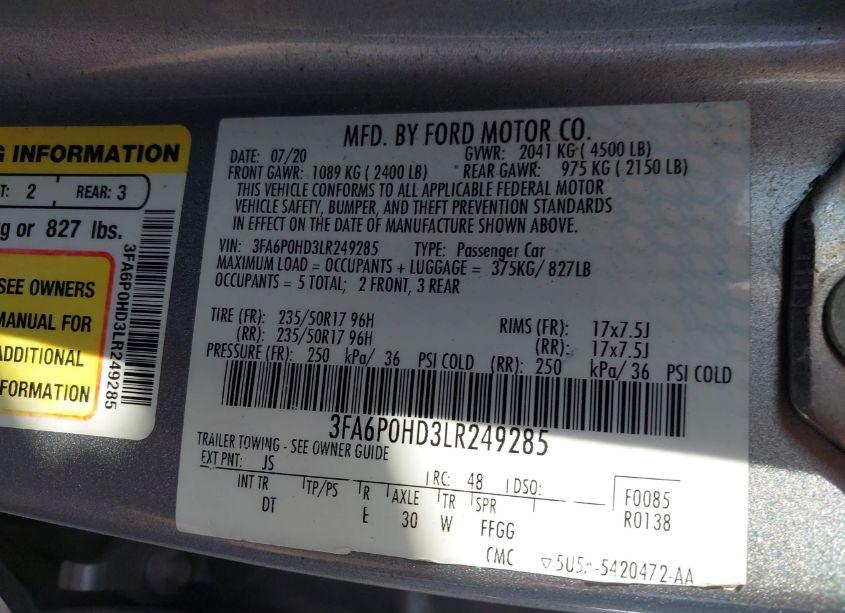 G INFORMATION
T: 2 REAR: 3
g or 827 lbs.
SEE OWNERS
MANUAL FOR
ADDITIONAL
FORMATION
3FA6P0HD3LR249285
MFD. BY FORD MOTOR CO.
DATE: 07/20 GVWR: 2041 KG ( 4500 LB)
FRONT GAWR: 1089 KG ( 2400 LB) REAR GAWR: 975 KG ( 2150 LB)
THIS VEHICLE CONFORMS TO ALL APPLICABLE FEDERAL MOTOR
VEHICLE SAFETY, BUMPER, AND THEFT PREVENTION STANDARDS
IN EFFECT ON THE DATE OF MANUFACTURE SHOWN ABOVE.
VIN: 3FA6P0HD3LR249285 TYPE: Passenger Car
MAXIMUM LOAD = OCCUPANTS + LUGGAGE = 375KG/ 827LB
OCCUPANTS = 5 TOTAL; 2 FRONT, 3 REAR
TIRE (FR): 235/50R17 96H RIMS (FR): 17x7.5J
(RR): 235/50R17 96H (RR): 17x7.5J
PRESSURE (FR): 250 kPa/ 36 PSI COLD (RR): 250 kPa/ 36 PSI COLD
3FA6P0HD3LR249285
TRAILER TOWING - SEE OWNER GUIDE
EXT PNT: JS RC: 48 DSO: F0085
INT TR TP/PS R AXLE TR SPR R0138
DT E 30 W FFGG
CMC 5U5A-5420472-AA